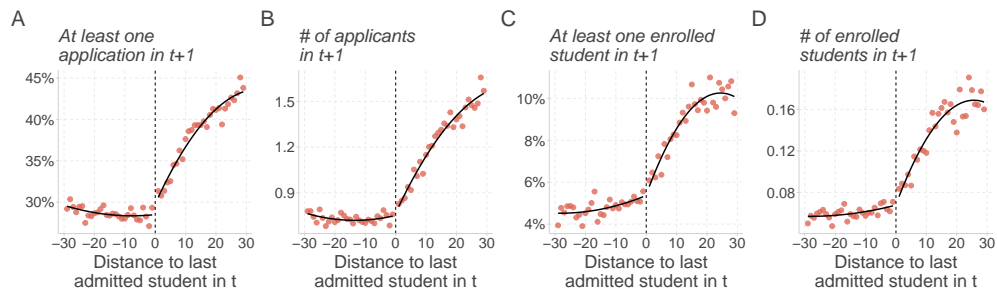 A
At least one
application in t+1
45%
40%
35%
30%
−30
−20
−10
0
10
20
30
Distance to last
admitted student in t
B
# of applicants
in t+1
1.5
1.2
0.9
−30
−20
−10
0
10
20
30
Distance to last
admitted student in t
C
At least one enrolled
student in t+1
10%
8%
6%
4%
−30
−20
−10
0
10
20
30
Distance to last
admitted student in t
D
# of enrolled
students in t+1
0.16
0.12
0.08
−30
−20
−10
0
10
20
30
Distance to last
admitted student in t